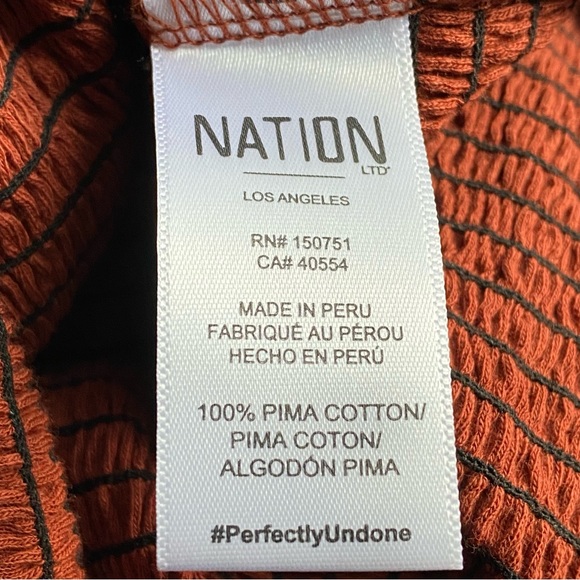 NATION
LTD
LOS ANGELES
RN# 150751
CA# 40554
MADE IN PERU
FABRIQUÉ AU PÉROU
HECHO EN PERÚ
100% PIMA COTTON/
PIMA COTON/
ALGODÓN PIMA
#PerfectlyUndone